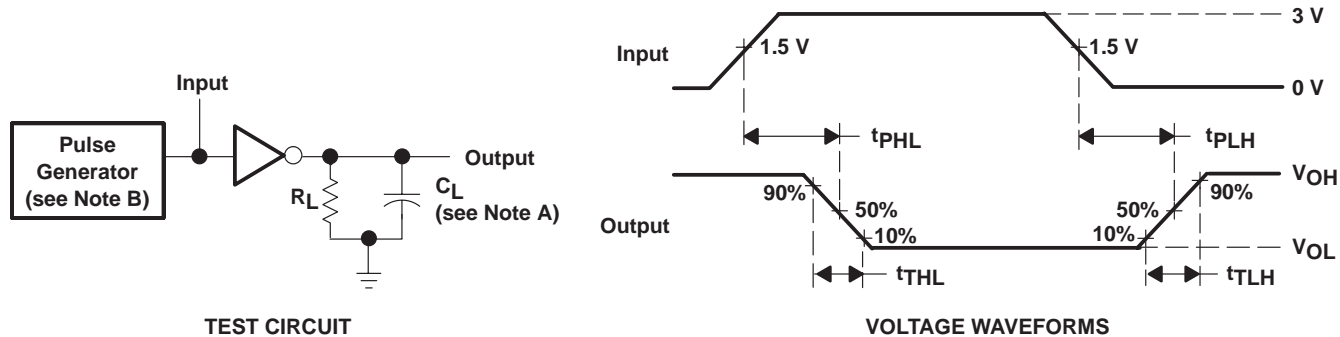 Input
Pulse
Generator
(see Note B)
RL
CL
(see Note A)
Output
TEST CIRCUIT
Input
1.5 V
1.5 V
3 V
0 V
tPHL
tPLH
Output
90%
50%
10%
10%
50%
90%
VOH
VOL
tTHL
tTLH
VOLTAGE WAVEFORMS